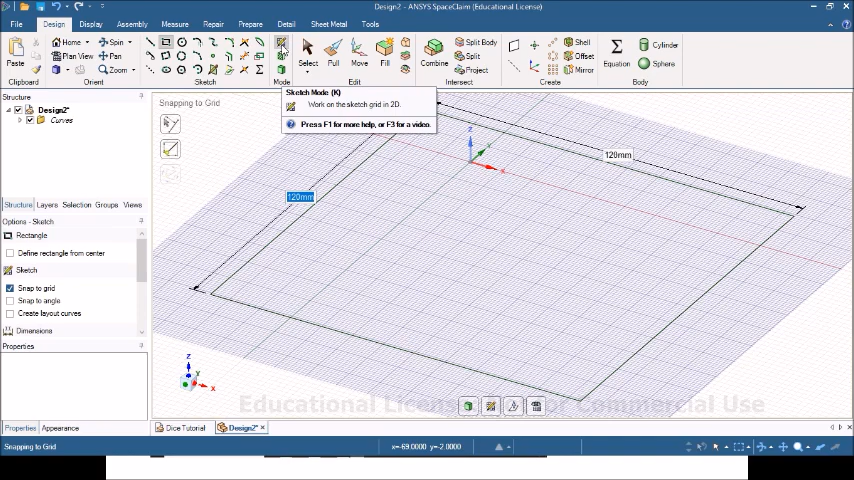 Design2 - ANSYS SpaceClaim (Educational License)
File Design Display Assembly Measure Repair Prepare Detail Sheet Metal Tools
Home Spin
Plan View Pan
Zoom
Paste Select Pull Move Fill Combine
Split Body
Split
Project
Shell
Offset
Mirror
Equation
Cylinder
Sphere
Clipboard Orient Sketch Mode Edit Intersect Create Body
Sketch Mode (K)
Work on the sketch grid in 2D.
Press F1 for more help, or F3 for a video.
Structure
Design2*
Curves
Structure Layers Selection Groups Views
Options - Sketch
Rectangle
Define rectangle from center
Sketch
Snap to grid
Snap to angle
Create layout curves
Dimensions
Properties
Properties Appearance
Snapping to Grid
120mm
120mm
Z
Y
X
Z
Y
X
Dice Tutorial Design2*
Snapping to Grid
x=-69.0000 y=-2.0000